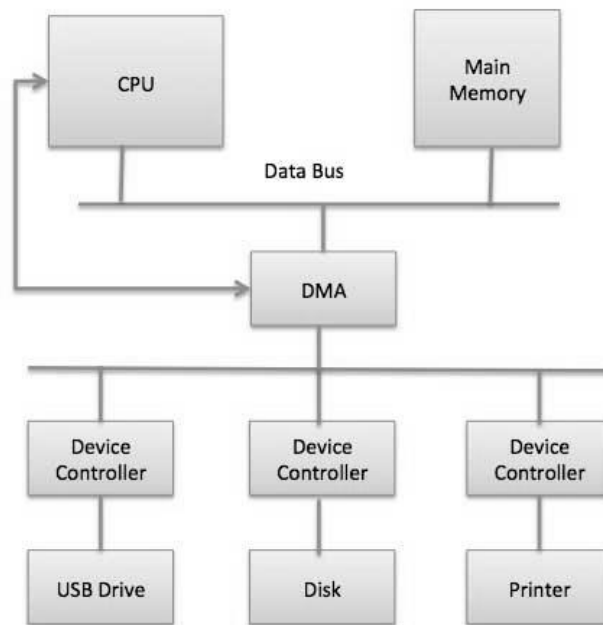 CPU
Main
Memory
Data Bus
DMA
Device
Controller
Device
Controller
Device
Controller
USB Drive
Disk
Printer